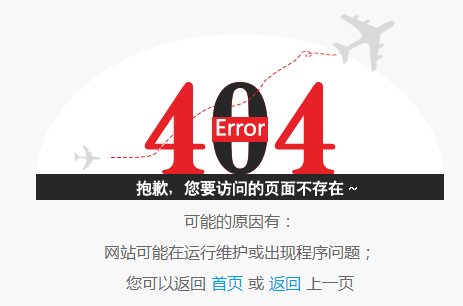 404
Error
抱歉，您要访问的页面不存在 ~
可能的原因有：
网站可能在运行维护或出现程序问题；
您可以返回 首页 或 返回 上一页